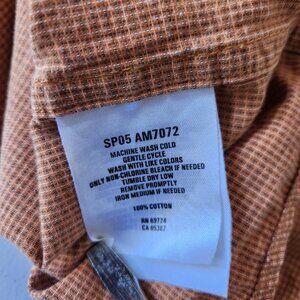 SP05 AM7072
MACHINE WASH COLD
GENTLE CYCLE
WASH WITH LIKE COLORS
ONLY NON-CHLORINE BLEACH IF NEEDED
TUMBLE DRY LOW
REMOVE PROMPTLY
IRON MEDIUM IF NEEDED
100% COTTON
RN 69724
CA 05367